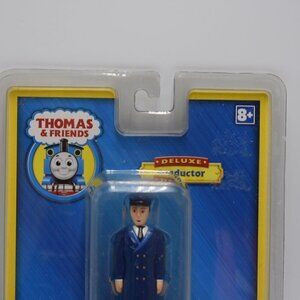 THOMAS
& FRIENDS
8+
DELUXE
Conductor